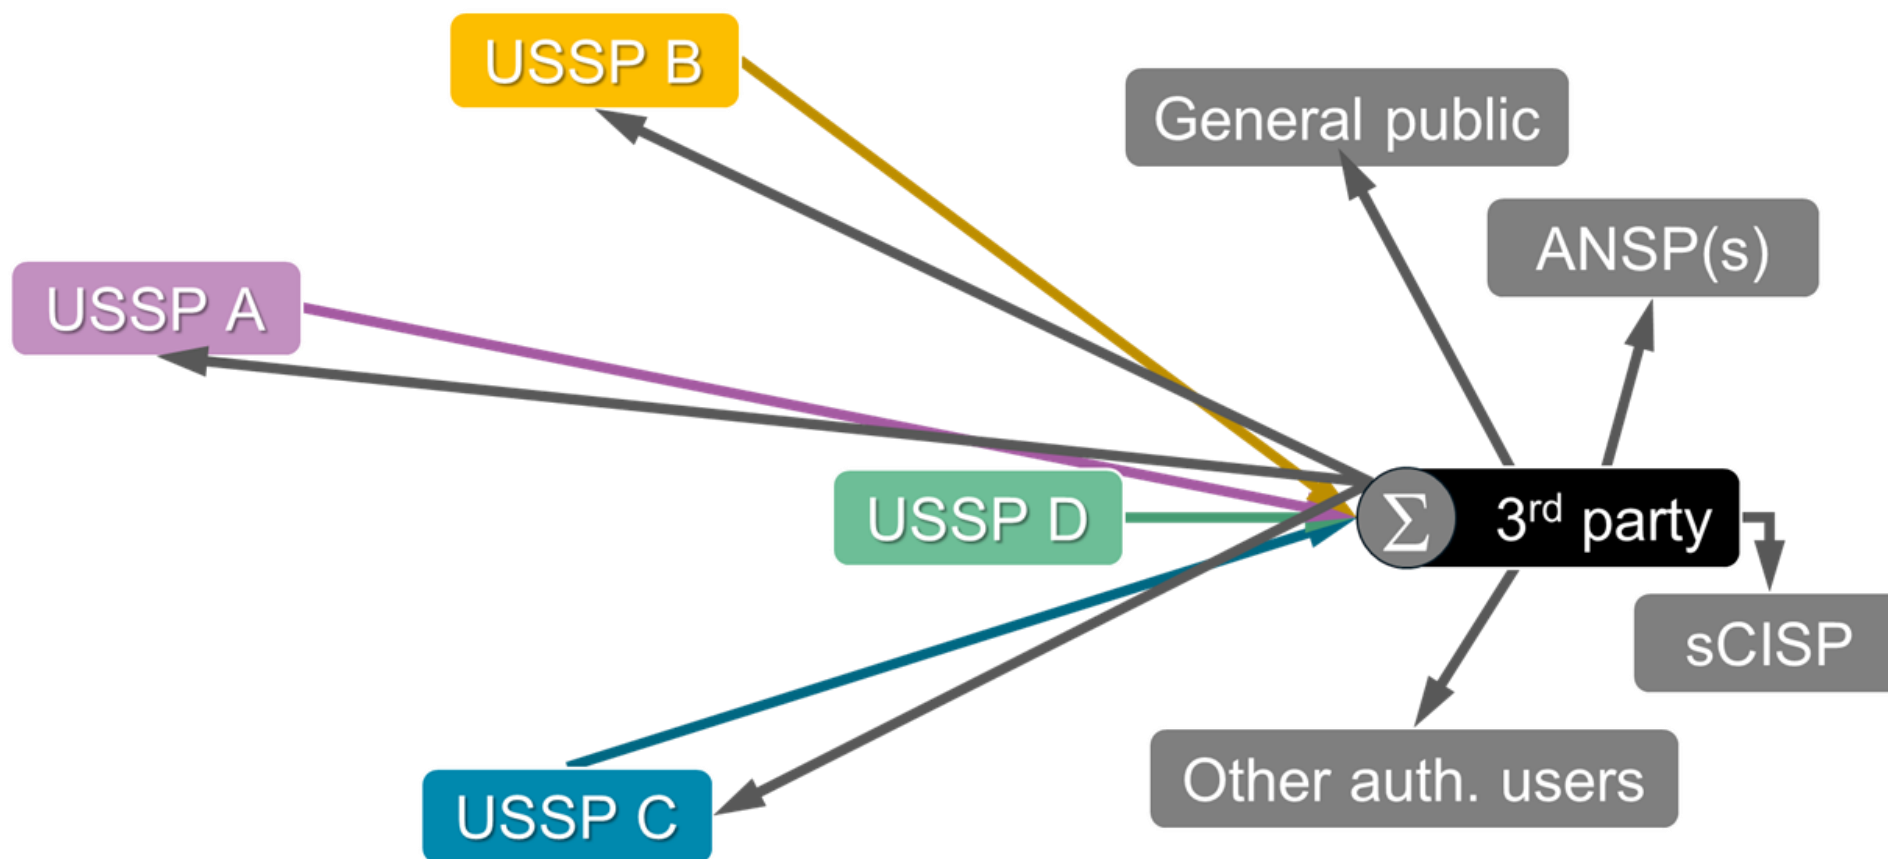 USSP B
General public
ANSP(s)
USSP A
USSP D
Σ 3rd party
sCISP
Other auth. users
USSP C